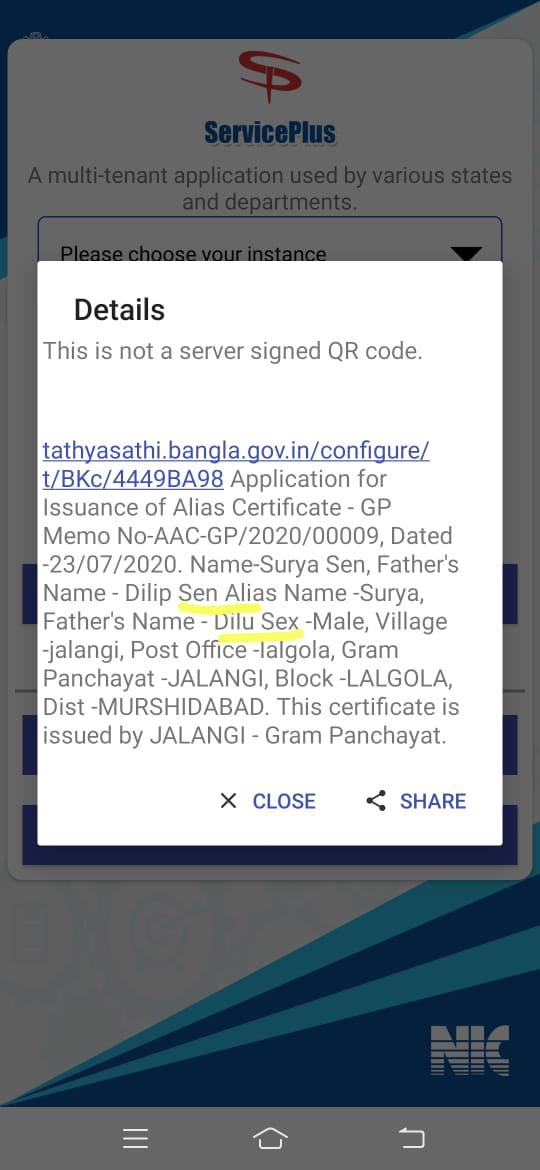 ServicePlus
A multi-tenant application used by various states
and departments.
Please choose your instance
Details
This is not a server signed QR code.
tathyasathi.bangla.gov.in/configure/
t/BKc/4449BA98 Application for
Issuance of Alias Certificate - GP
Memo No-AAC-GP/2020/00009, Dated
-23/07/2020. Name-Surya Sen, Father's
Name - Dilip Sen Alias Name -Surya,
Father's Name - Dilu Sex -Male, Village
-jalangi, Post Office -lalgola, Gram
Panchayat -JALANGI, Block -LALGOLA,
Dist -MURSHIDABAD. This certificate is
issued by JALANGI - Gram Panchayat.
CLOSE SHARE
NIC